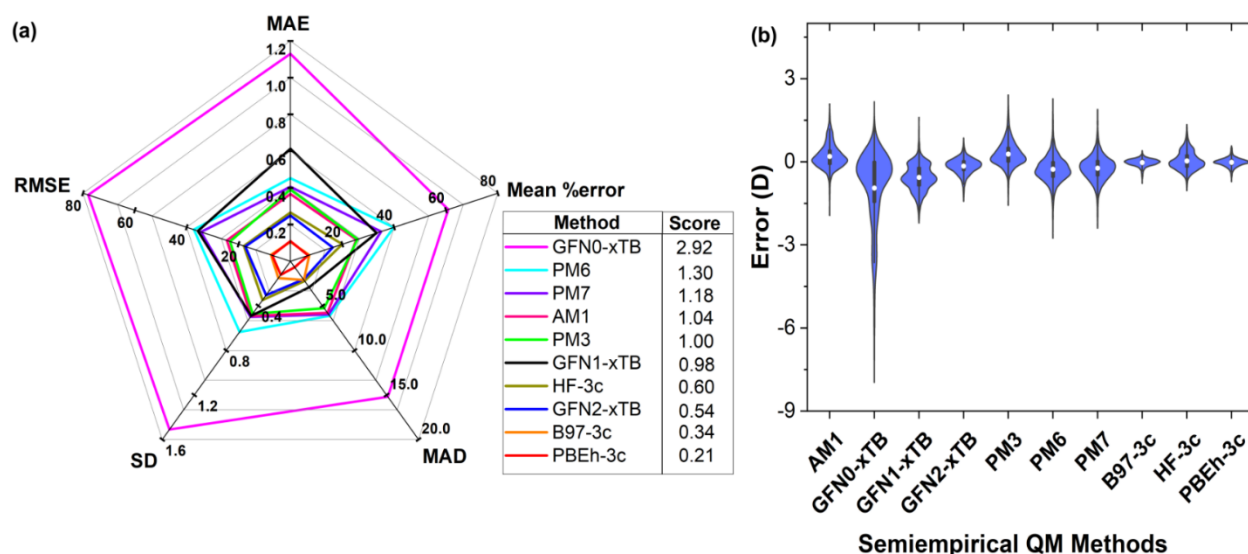 (a)
MAE
1.2
1.0
0.8
0.6
0.4
0.2
Mean %error
80
60
40
20
RMSE
80
60
40
20
SD
1.6
1.2
0.8
0.4
MAD
20.0
15.0
10.0
5.0
Method Score
GFN0-xTB 2.92
PM6 1.30
PM7 1.18
AM1 1.04
PM3 1.00
GFN1-xTB 0.98
HF-3c 0.60
GFN2-xTB 0.54
B97-3c 0.34
PBEh-3c 0.21
(b)
Error (D)
3
0
-3
-6
-9
AM1
GFN0-xTB
GFN1-xTB
GFN2-xTB
PM3
PM6
PM7
B97-3c
HF-3c
PBEh-3c
Semiempirical QM Methods